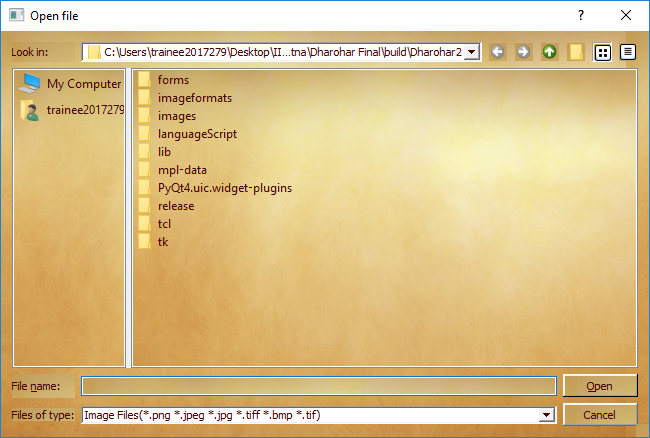 Open file
?
Look in: C:\Users\trainee2017279\Desktop\II...tna\Dharohar Final\build\Dharohar2
My Computer
trainee2017279
forms
imageformats
images
languageScript
lib
mpl-data
PyQt4.uic.widget-plugins
release
tcl
tk
File name: Open
Files of type: Image Files(*.png *.jpeg *.jpg *.tiff *.bmp *.tif) Cancel